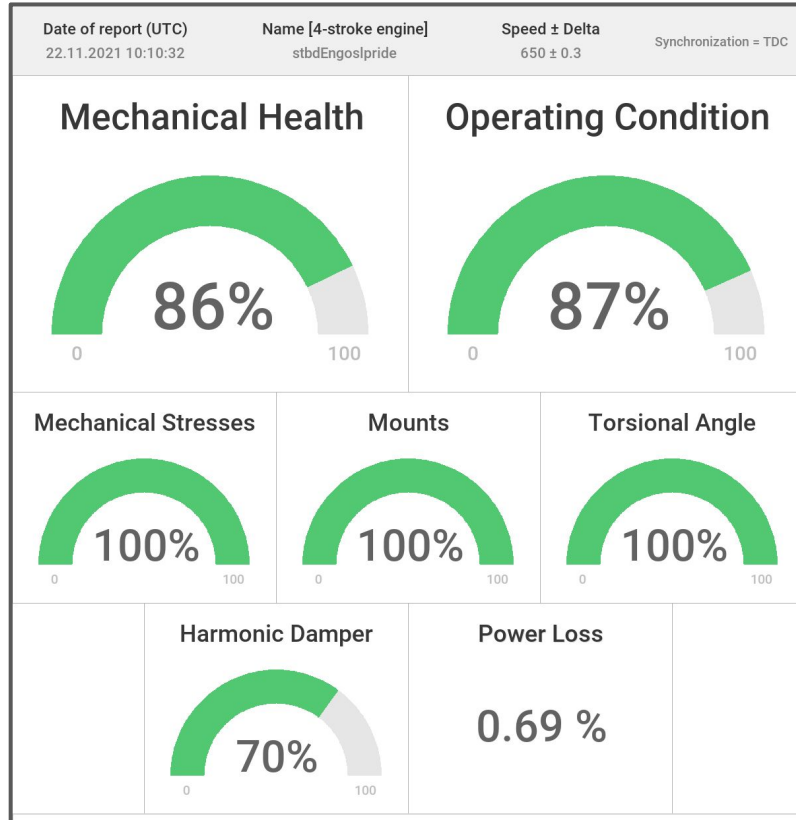 Date of report (UTC)
22.11.2021 10:10:32
Name [4-stroke engine]
stbdEngoslpride
Speed ± Delta
650 ± 0.3
Synchronization = TDC
Mechanical Health
86%
0
100
Operating Condition
87%
0
100
Mechanical Stresses
100%
0
100
Mounts
100%
0
100
Torsional Angle
100%
0
100
Harmonic Damper
70%
0
100
Power Loss
0.69 %